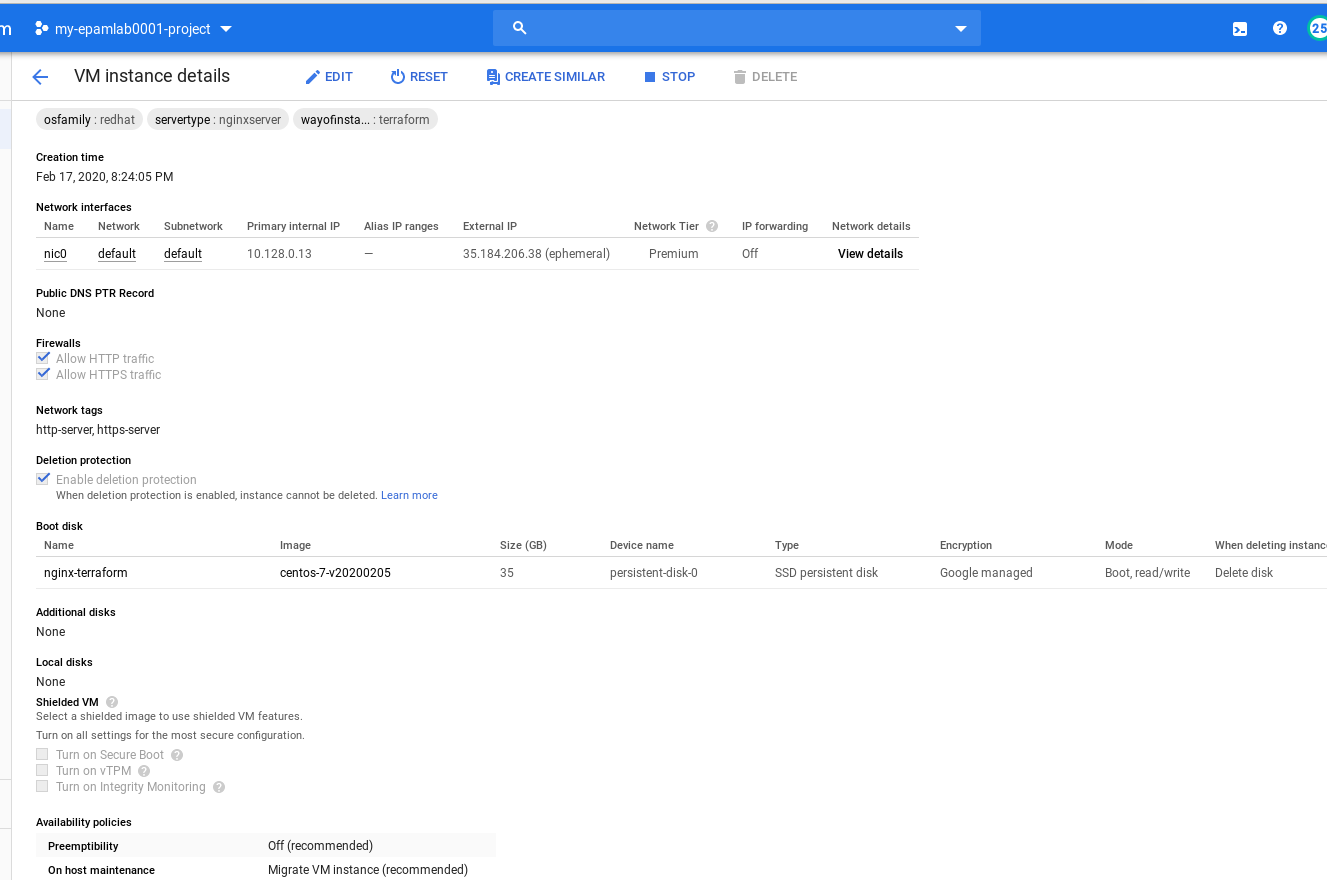 m my-epamlab0001-project 25
VM instance details EDIT RESET CREATE SIMILAR STOP DELETE
osfamily : redhat servertype : nginxserver wayofinsta... : terraform
Creation time
Feb 17, 2020, 8:24:05 PM
Network interfaces
Name Network Subnetwork Primary internal IP Alias IP ranges External IP Network Tier ? IP forwarding Network details
nic0 default default 10.128.0.13 — 35.184.206.38 (ephemeral) Premium Off View details
Public DNS PTR Record
None
Firewalls
Allow HTTP traffic
Allow HTTPS traffic
Network tags
http-server, https-server
Deletion protection
Enable deletion protection
When deletion protection is enabled, instance cannot be deleted. Learn more
Boot disk
Name Image Size (GB) Device name Type Encryption Mode When deleting instance
nginx-terraform centos-7-v20200205 35 persistent-disk-0 SSD persistent disk Google managed Boot, read/write Delete disk
Additional disks
None
Local disks
None
Shielded VM ?
Select a shielded image to use shielded VM features.
Turn on all settings for the most secure configuration.
Turn on Secure Boot ?
Turn on vTPM ?
Turn on Integrity Monitoring ?
Availability policies
Preemptibility Off (recommended)
On host maintenance Migrate VM instance (recommended)